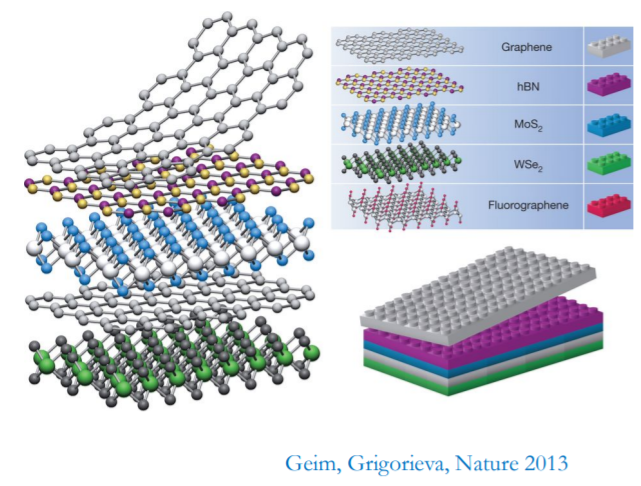 Graphene
hBN
MoS₂
WSe₂
Fluorographene
Geim, Grigorieva, Nature 2013